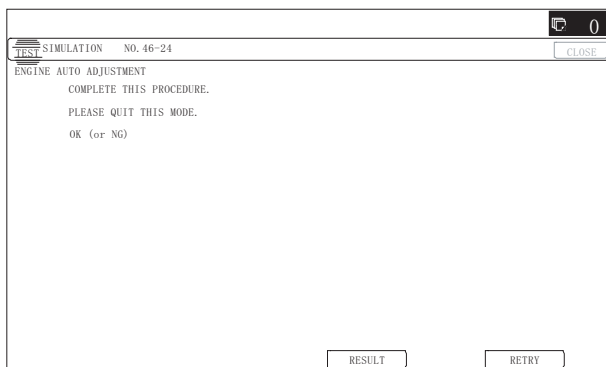 0
TEST SIMULATION NO. 46-24
CLOSE
ENGINE AUTO ADJUSTMENT
COMPLETE THIS PROCEDURE.
PLEASE QUIT THIS MODE.
OK (or NG)
RESULT RETRY